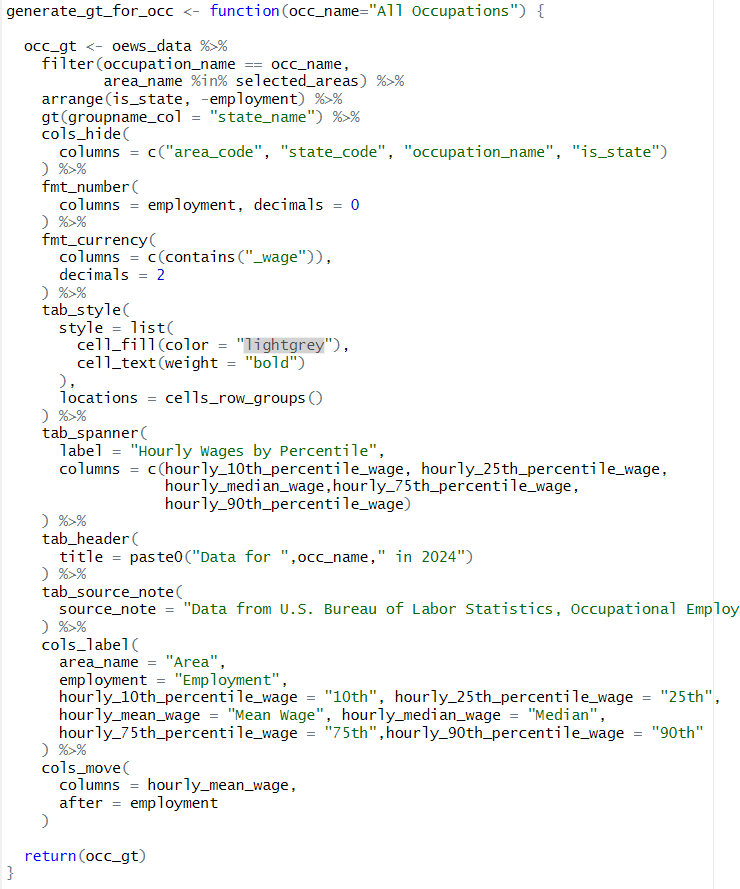 generate_gt_for_occ <- function(occ_name="All Occupations") {
  occ_gt <- oews_data %>%
    filter(occupation_name == occ_name,
           area_name %in% selected_areas) %>%
    arrange(is_state, -employment) %>%
    gt(groupname_col = "state_name") %>%
    cols_hide(
      columns = c("area_code", "state_code", "occupation_name", "is_state")
    ) %>%
    fmt_number(
      columns = employment, decimals = 0
    ) %>%
    fmt_currency(
      columns = c(contains("_wage")),
      decimals = 2
    ) %>%
    tab_style(
      style = list(
        cell_fill(color = "lightgrey"),
        cell_text(weight = "bold")
      ),
      locations = cells_row_groups()
    ) %>%
    tab_spanner(
      label = "Hourly Wages by Percentile",
      columns = c(hourly_10th_percentile_wage, hourly_25th_percentile_wage,
                  hourly_median_wage,hourly_75th_percentile_wage,
                  hourly_90th_percentile_wage)
    ) %>%
    tab_header(
      title = paste0("Data for ",occ_name," in 2024")
    ) %>%
    tab_source_note(
      source_note = "Data from U.S. Bureau of Labor Statistics, Occupational Employ
    ) %>%
    cols_label(
      area_name = "Area",
      employment = "Employment",
      hourly_10th_percentile_wage = "10th", hourly_25th_percentile_wage = "25th",
      hourly_mean_wage = "Mean Wage", hourly_median_wage = "Median",
      hourly_75th_percentile_wage = "75th",hourly_90th_percentile_wage = "90th"
    ) %>%
    cols_move(
      columns = hourly_mean_wage,
      after = employment
    )
  return(occ_gt)
}